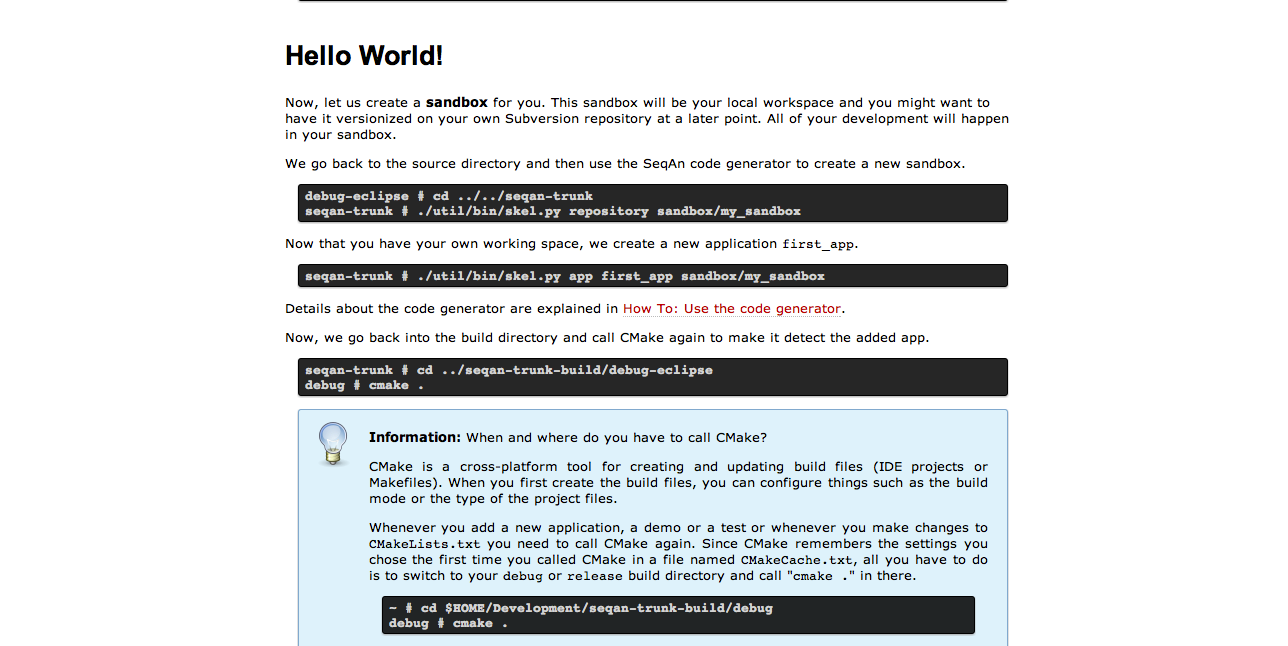 Hello World!
Now, let us create a sandbox for you. This sandbox will be your local workspace and you might want to
have it versionized on your own Subversion repository at a later point. All of your development will happen
in your sandbox.
We go back to the source directory and then use the SeqAn code generator to create a new sandbox.
debug-eclipse # cd ../../seqan-trunk
seqan-trunk # ./util/bin/skel.py repository sandbox/my_sandbox
Now that you have your own working space, we create a new application first_app.
seqan-trunk # ./util/bin/skel.py app first_app sandbox/my_sandbox
Details about the code generator are explained in How To: Use the code generator.
Now, we go back into the build directory and call CMake again to make it detect the added app.
seqan-trunk # cd ../seqan-trunk-build/debug-eclipse
debug # cmake .
Information: When and where do you have to call CMake?
CMake is a cross-platform tool for creating and updating build files (IDE projects or
Makefiles). When you first create the build files, you can configure things such as the build
mode or the type of the project files.
Whenever you add a new application, a demo or a test or whenever you make changes to
CMakeLists.txt you need to call CMake again. Since CMake remembers the settings you
chose the first time you called CMake in a file named CMakeCache.txt, all you have to do
is to switch to your debug or release build directory and call "cmake ." in there.
~ # cd $HOME/Development/seqan-trunk-build/debug
debug # cmake .